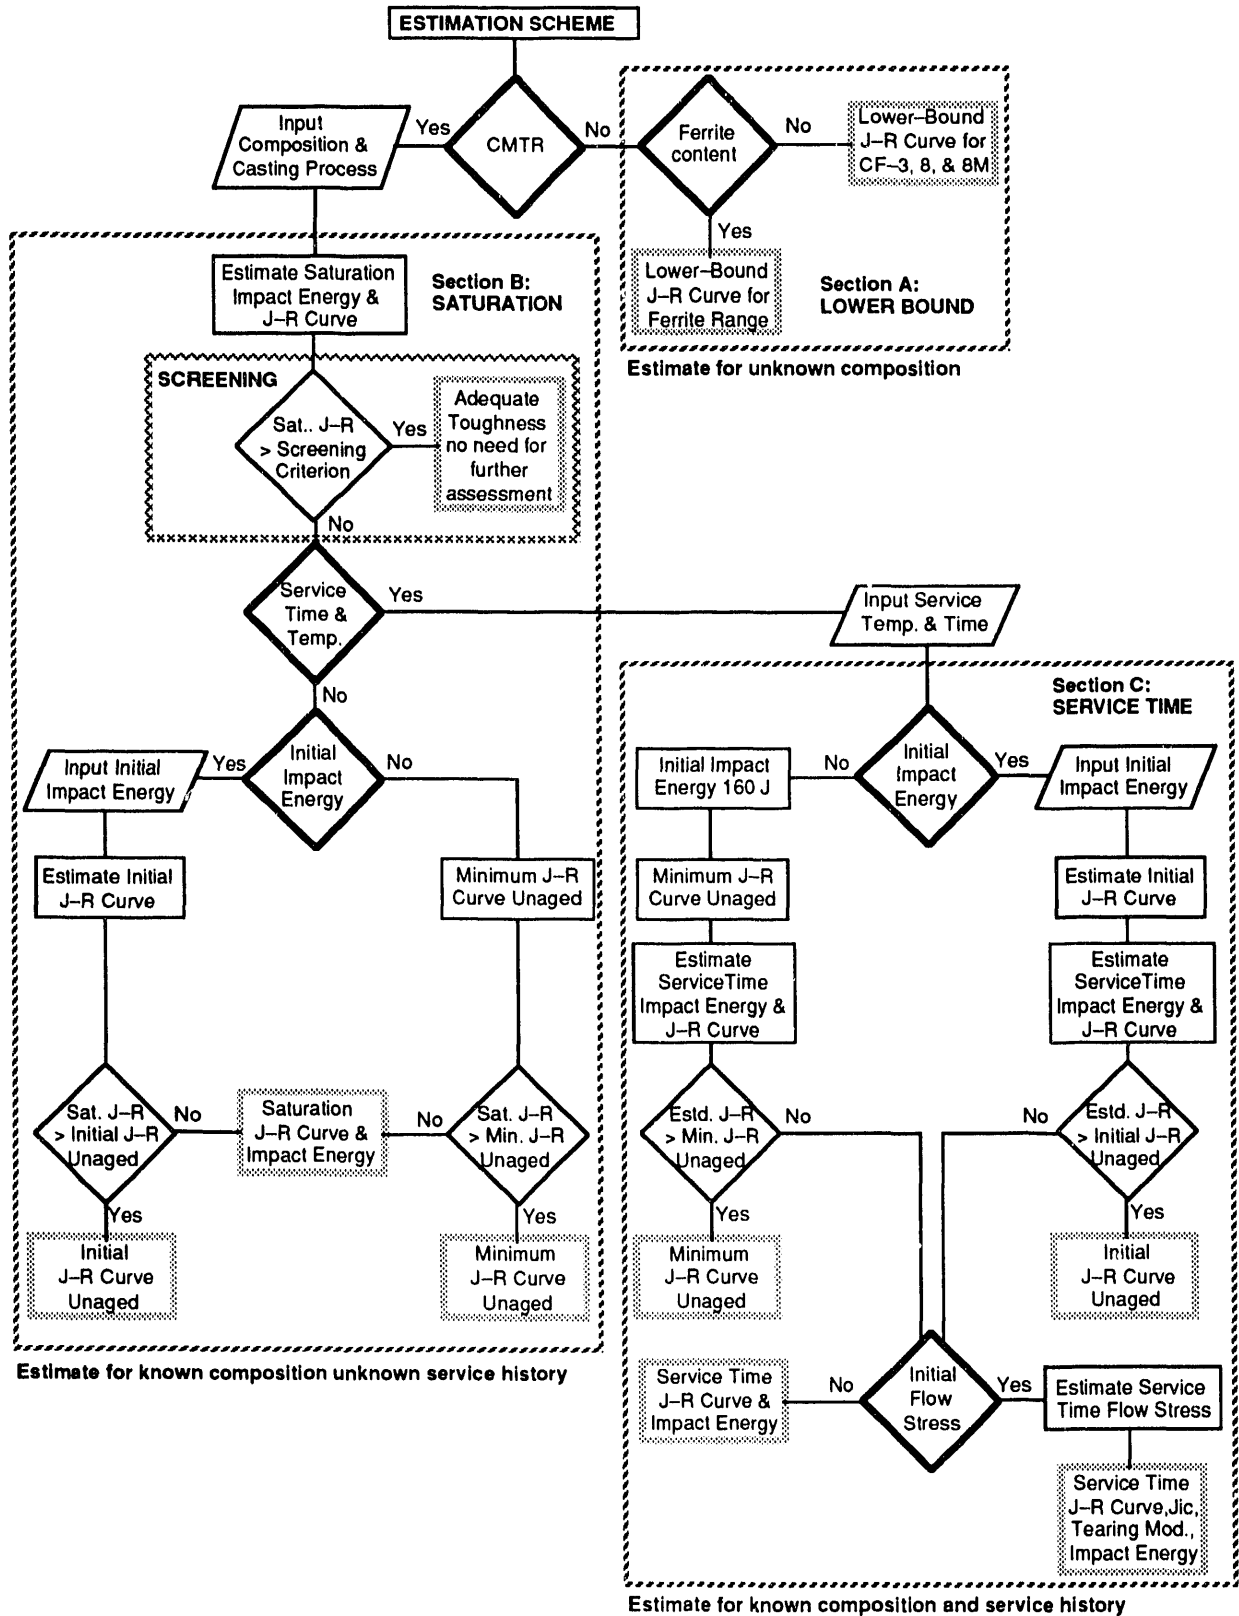 ESTIMATION SCHEME
Input
Composition &
Casting Process
Yes
CMTR
No
Ferrite
content
No
Lower–Bound
J–R Curve for
CF–3, 8, & 8M
Yes
Lower–Bound
J–R Curve for
Ferrite Range
Section A:
LOWER BOUND
Estimate for unknown composition
Estimate Saturation
Impact Energy &
J–R Curve
Section B:
SATURATION
SCREENING
Sat.. J–R
> Screening
Criterion
Yes
Adequate
Toughness
no need for
further
assessment
No
Service
Time &
Temp.
Yes
Input Service
Temp. & Time
No
Initial
Impact
Energy
Yes
Input Initial
Impact Energy
No
Estimate Initial
J–R Curve
Minimum J–R
Curve Unaged
Sat. J–R
> Initial J–R
Unaged
No
Saturation
J–R Curve &
Impact Energy
No
Sat. J–R
> Min. J–R
Unaged
Yes
Initial
J–R Curve
Unaged
Yes
Minimum
J–R Curve
Unaged
Estimate for known composition unknown service history
Section C:
SERVICE TIME
Initial
Impact
Energy
No
Initial Impact
Energy 160 J
Yes
Input Initial
Impact Energy
Minimum J–R
Curve Unaged
Estimate Initial
J–R Curve
Estimate
ServiceTime
Impact Energy &
J–R Curve
Estimate
ServiceTime
Impact Energy &
J–R Curve
Estd. J–R
> Min. J–R
Unaged
No
No
Estd. J–R
> Initial J–R
Unaged
Yes
Minimum
J–R Curve
Unaged
Yes
Initial
J–R Curve
Unaged
Service Time
J–R Curve &
Impact Energy
No
Initial
Flow
Stress
Yes
Estimate Service
Time Flow Stress
Service Time
J–R Curve,Jic,
Tearing Mod.,
Impact Energy
Estimate for known composition and service history